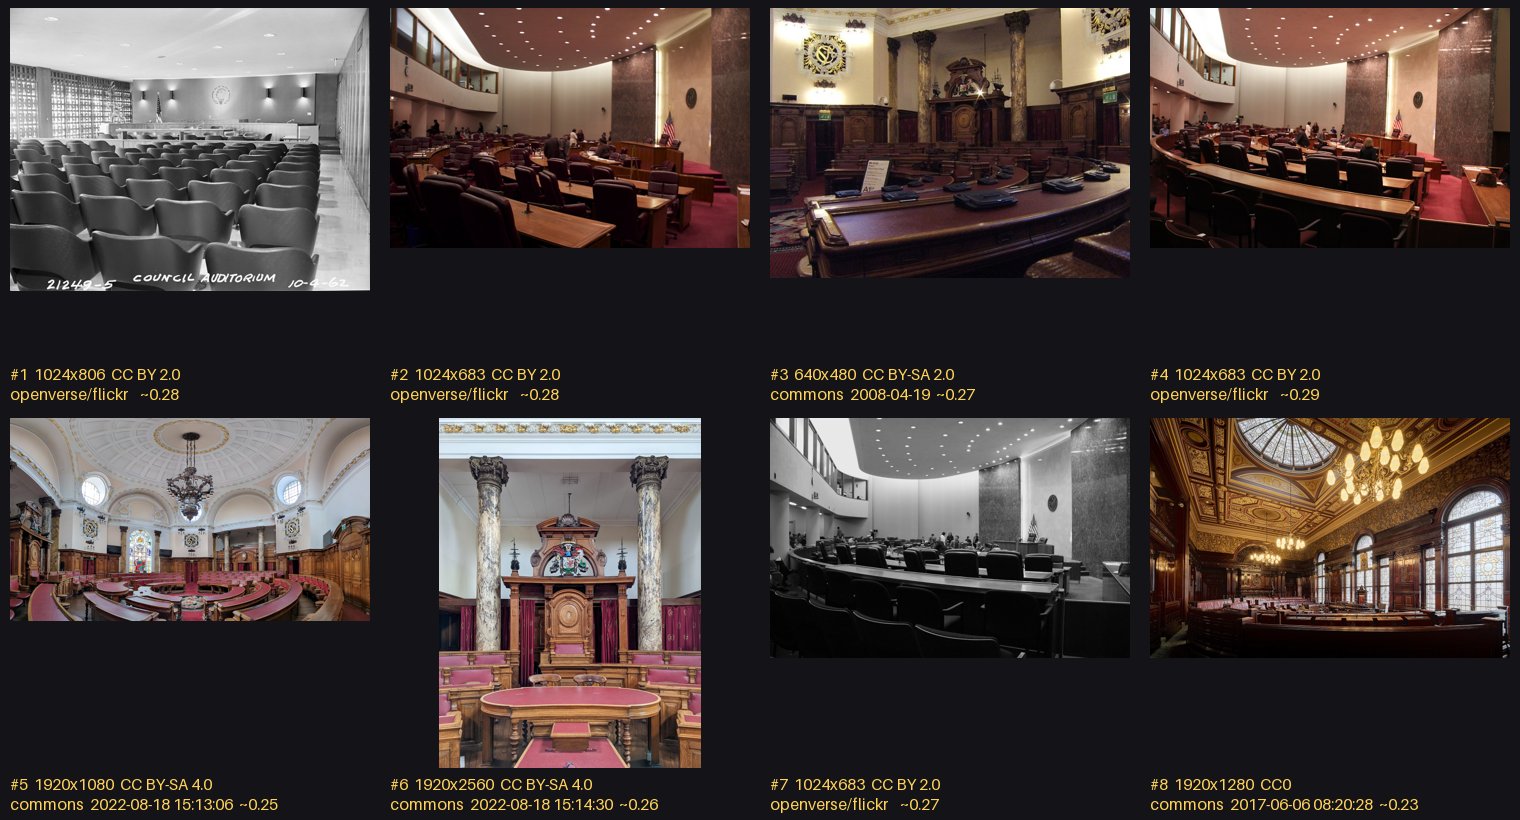 21249-5 COUNCIL AUDITORIUM 10-4-62
#1 1024x806 CC BY 2.0
openverse/flickr ~0.28
#2 1024x683 CC BY 2.0
openverse/flickr ~0.28
#3 640x480 CC BY-SA 2.0
commons 2008-04-19 ~0.27
#4 1024x683 CC BY 2.0
openverse/flickr ~0.29
#5 1920x1080 CC BY-SA 4.0
commons 2022-08-18 15:13:06 ~0.25
#6 1920x2560 CC BY-SA 4.0
commons 2022-08-18 15:14:30 ~0.26
#7 1024x683 CC BY 2.0
openverse/flickr ~0.27
#8 1920x1280 CC0
commons 2017-06-06 08:20:28 ~0.23